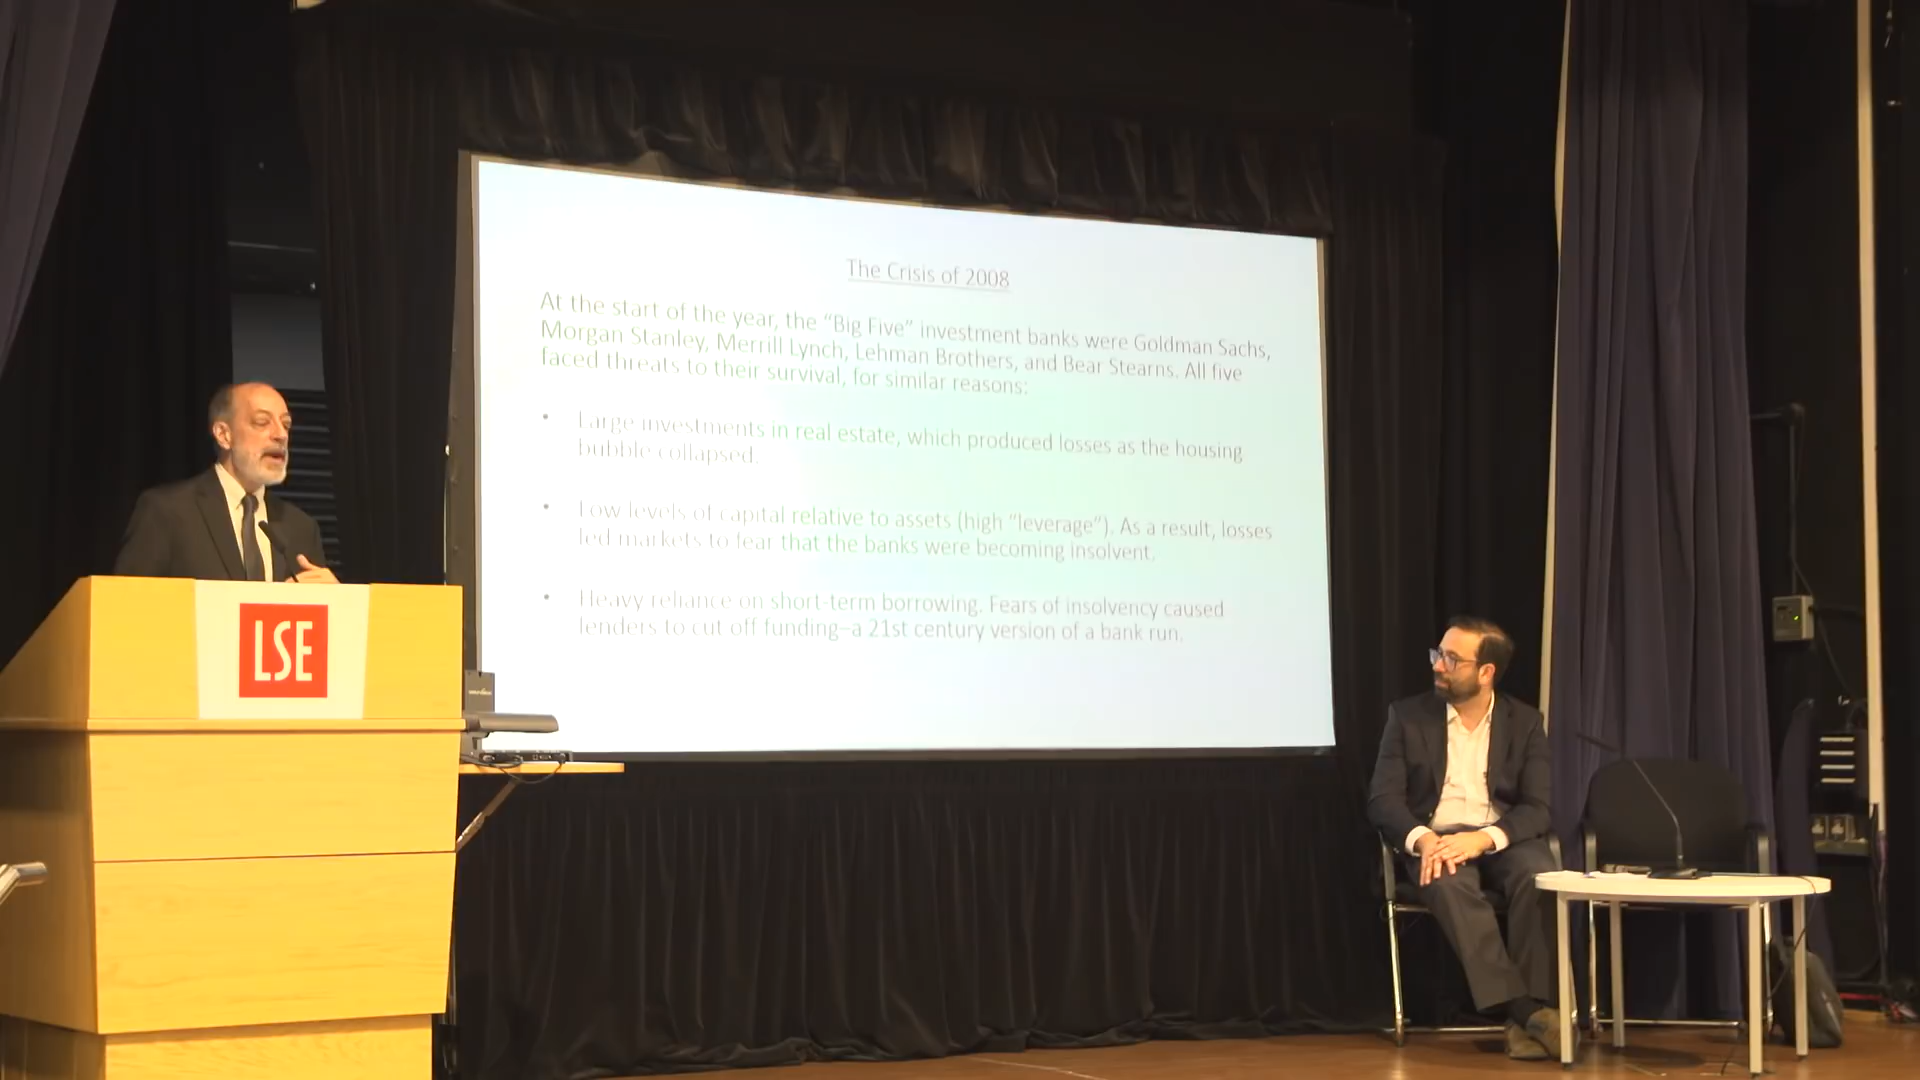 The Crisis of 2008
At the start of the year, the “Big Five” investment banks were Goldman Sachs,
Morgan Stanley, Merrill Lynch, Lehman Brothers, and Bear Stearns. All five
faced threats to their survival, for similar reasons:
• Large investments in real estate, which produced losses as the housing
bubble collapsed.
• Low levels of capital relative to assets (high “leverage”). As a result, losses
led markets to fear that the banks were becoming insolvent.
• Heavy reliance on short-term borrowing. Fears of insolvency caused
lenders to cut off funding–a 21st century version of a bank run.
LSE